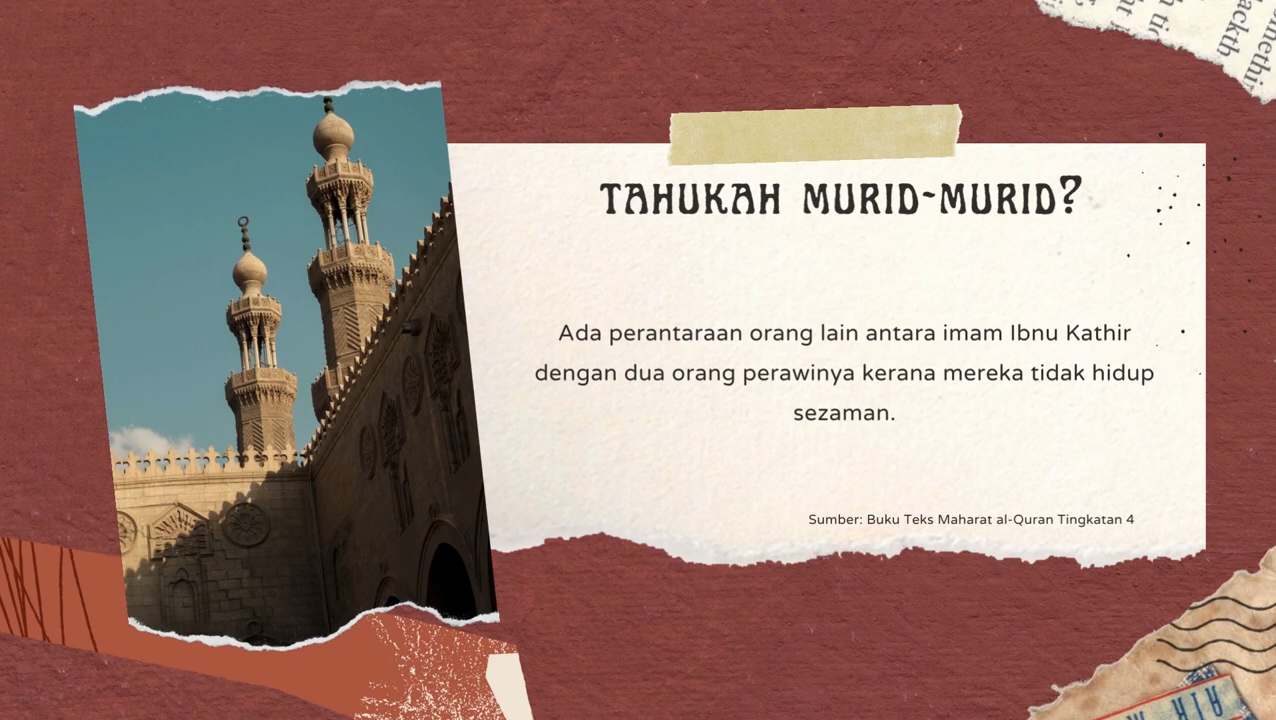 TAHUKAH MURID-MURID?
Ada perantaraan orang lain antara imam Ibnu Kathir
dengan dua orang perawinya kerana mereka tidak hidup
sezaman.
Sumber: Buku Teks Maharat al-Quran Tingkatan 4